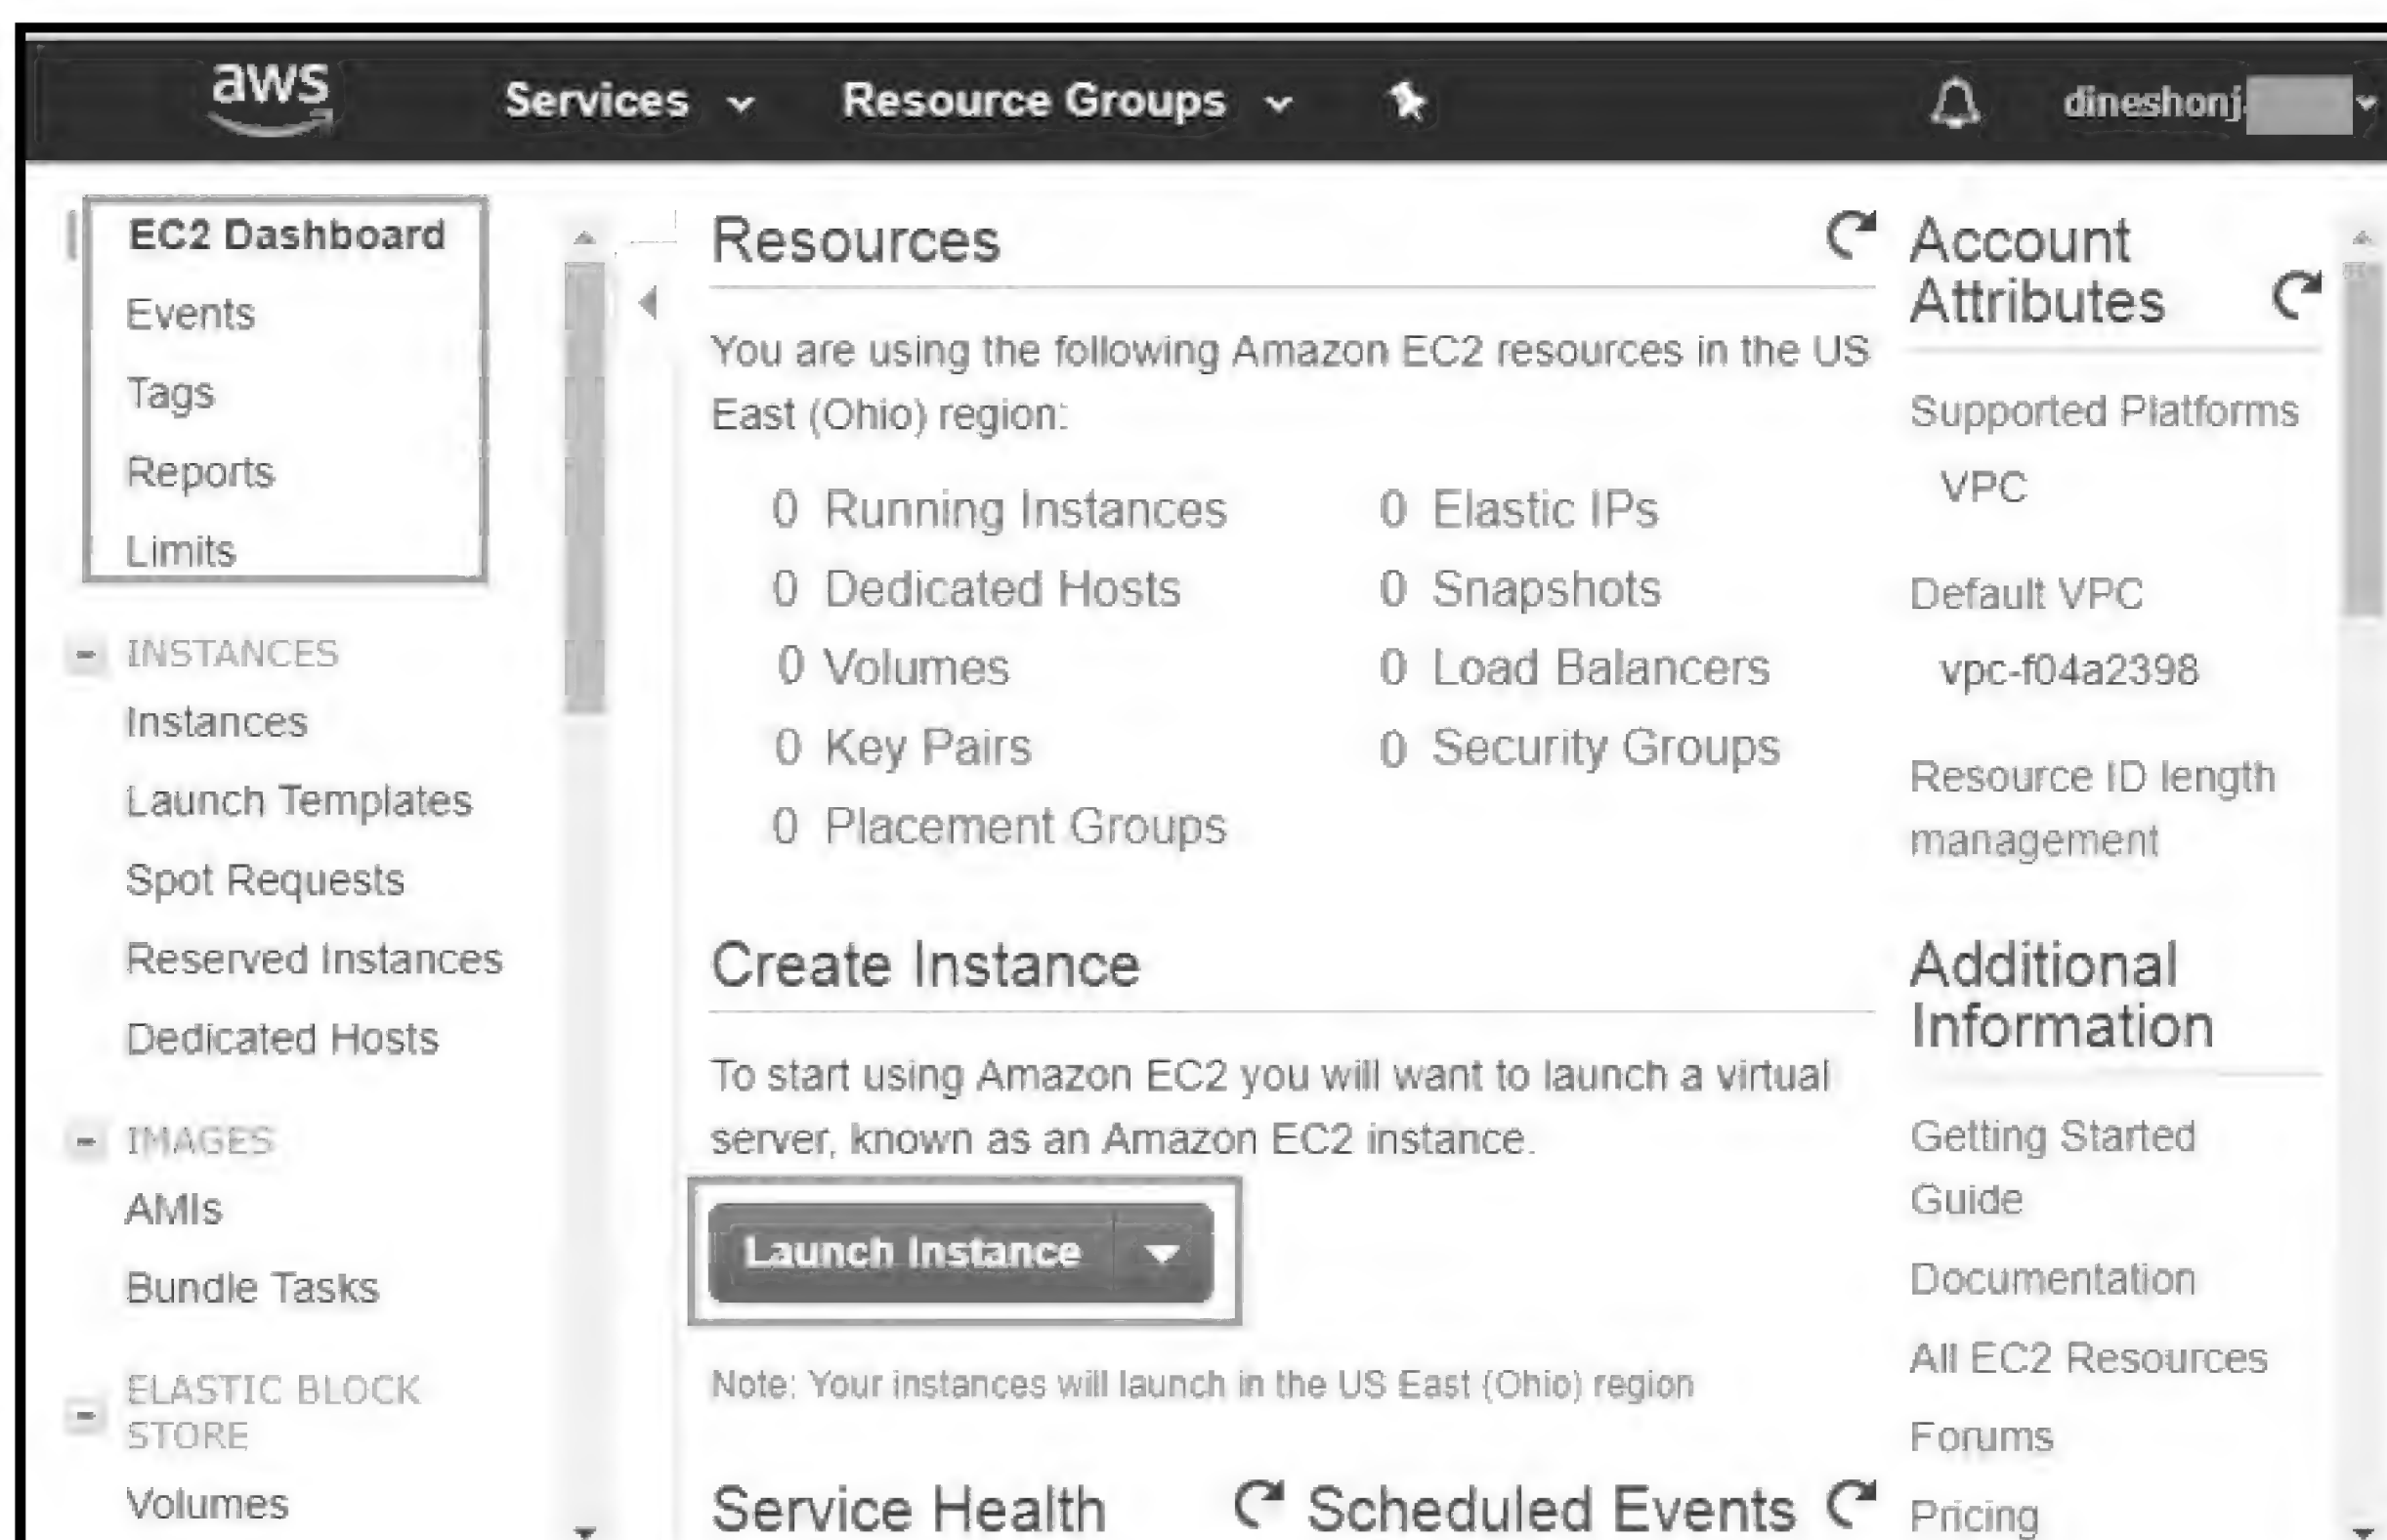 aws Services Resource Groups dineshonj
EC2 Dashboard
Events
Tags
Reports
Limits
INSTANCES
Instances
Launch Templates
Spot Requests
Reserved Instances
Dedicated Hosts
IMAGES
AMIs
Bundle Tasks
ELASTIC BLOCK
STORE
Volumes
Resources
You are using the following Amazon EC2 resources in the US
East (Ohio) region:
0 Running Instances
0 Elastic IPs
0 Dedicated Hosts
0 Snapshots
0 Volumes
0 Load Balancers
0 Key Pairs
0 Security Groups
0 Placement Groups
Create Instance
To start using Amazon EC2 you will want to launch a virtual
server, known as an Amazon EC2 instance.
Launch Instance
Note: Your instances will launch in the US East (Ohio) region
Service Health
Scheduled Events
Account
Attributes
Supported Platforms
VPC
Default VPC
vpc-f04a2398
Resource ID length
management
Additional
Information
Getting Started
Guide
Documentation
All EC2 Resources
Forums
Pricing